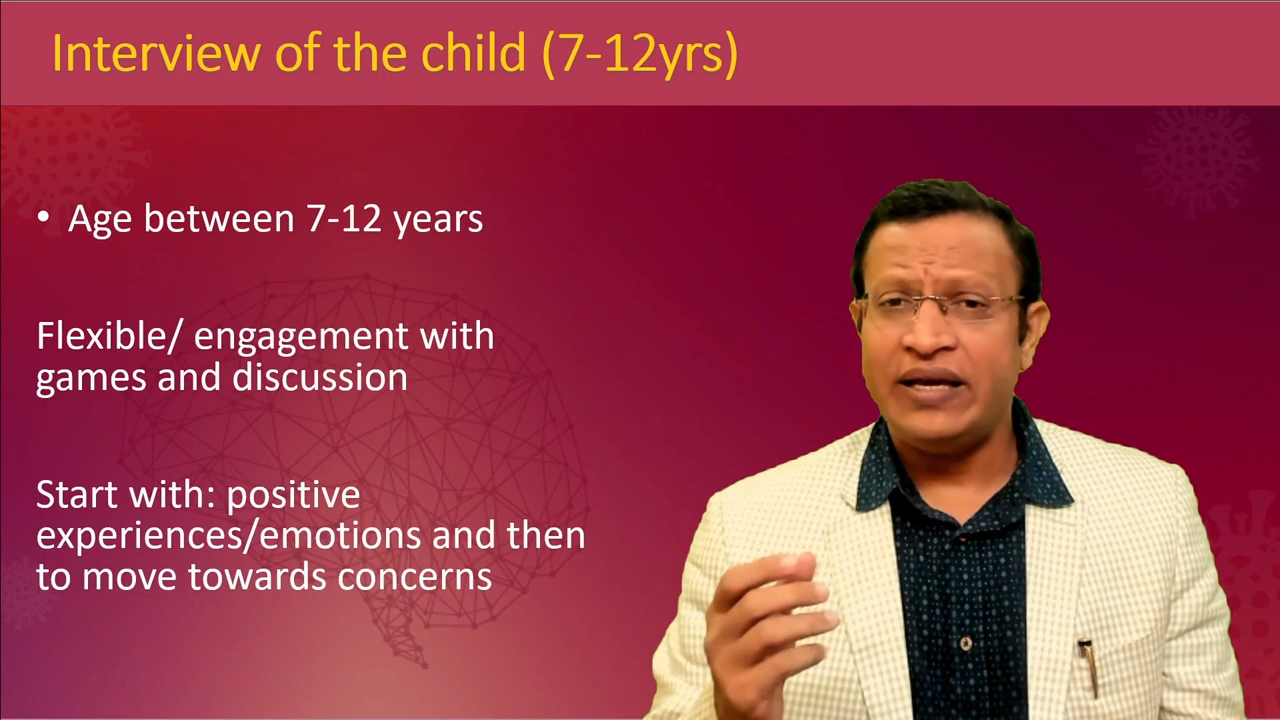 Interview of the child (7-12yrs)
• Age between 7-12 years
Flexible/ engagement with
games and discussion
Start with: positive
experiences/emotions and then
to move towards concerns